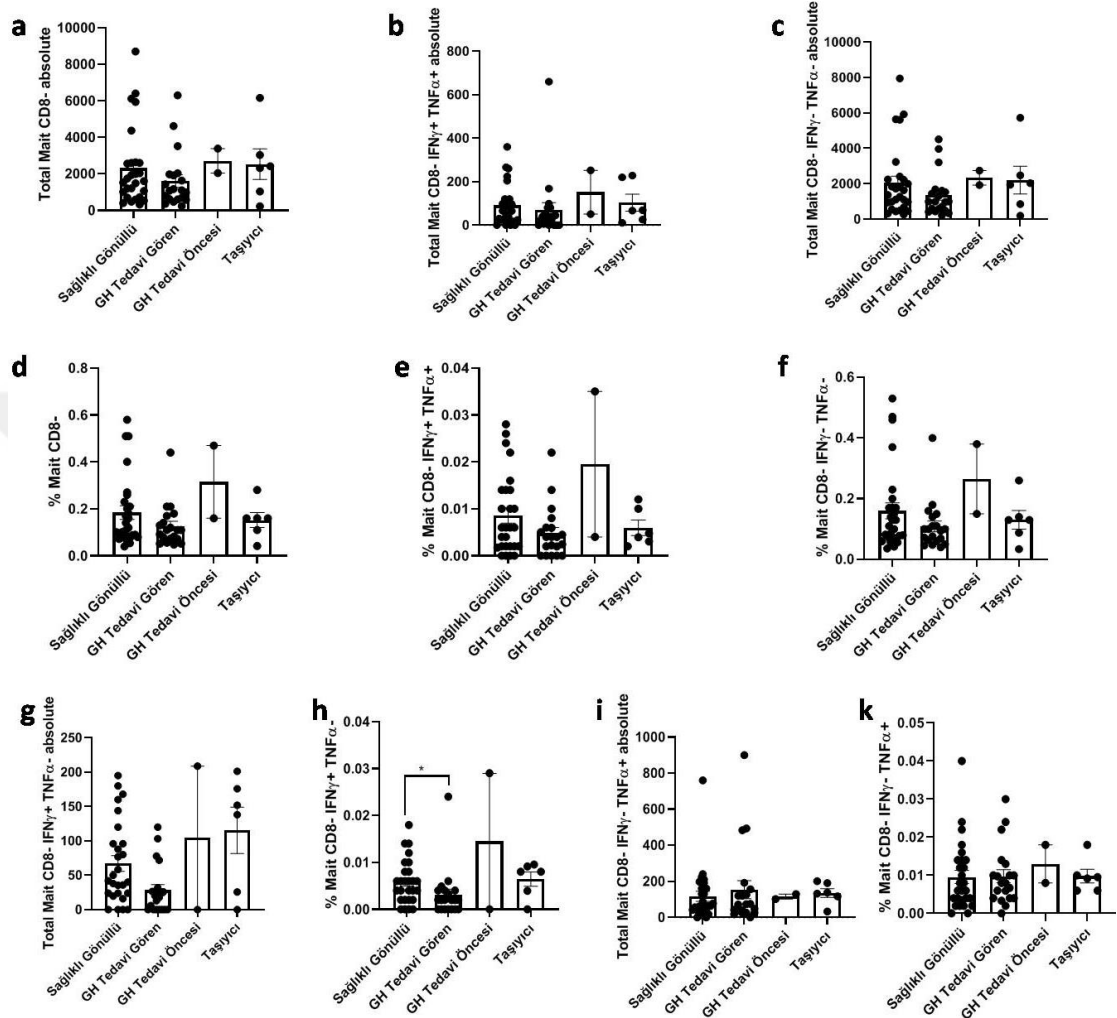 a
Total Mait CD8- absolute
10000
8000
6000
4000
2000
0
Sağlıklı Gönüllü
GH Tedavi Gören
GH Tedavi Öncesi
Taşıyıcı
b
Total Mait CD8- IFNγ+ TNFα+ absolute
800
600
400
200
0
Sağlıklı Gönüllü
GH Tedavi Gören
GH Tedavi Öncesi
Taşıyıcı
c
Total Mait CD8- IFNγ- TNFα- absolute
10000
8000
6000
4000
2000
0
Sağlıklı Gönüllü
GH Tedavi Gören
GH Tedavi Öncesi
Taşıyıcı
d
% Mait CD8-
0.8
0.6
0.4
0.2
0.0
Sağlıklı Gönüllü
GH Tedavi Gören
GH Tedavi Öncesi
Taşıyıcı
e
% Mait CD8- IFNγ+ TNFα+
0.04
0.03
0.02
0.01
0.00
Sağlıklı Gönüllü
GH Tedavi Gören
GH Tedavi Öncesi
Taşıyıcı
f
% Mait CD8- IFNγ- TNFα-
0.6
0.4
0.2
0.0
Sağlıklı Gönüllü
GH Tedavi Gören
GH Tedavi Öncesi
Taşıyıcı
g
Total Mait CD8- IFNγ+ TNFα- absolute
250
200
150
100
50
0
Sağlıklı Gönüllü
GH Tedavi Gören
GH Tedavi Öncesi
Taşıyıcı
h
% Mait CD8- IFNγ+ TNFα-
0.04
0.03
0.02
0.01
0.00
*
Sağlıklı Gönüllü
GH Tedavi Gören
GH Tedavi Öncesi
Taşıyıcı
i
Total Mait CD8- IFNγ- TNFα+ absolute
1000
800
600
400
200
0
Sağlıklı Gönüllü
GH Tedavi Gören
GH Tedavi Öncesi
Taşıyıcı
k
% Mait CD8- IFNγ- TNFα+
0.05
0.04
0.03
0.02
0.01
0.00
Sağlıklı Gönüllü
GH Tedavi Gören
GH Tedavi Öncesi
Taşıyıcı